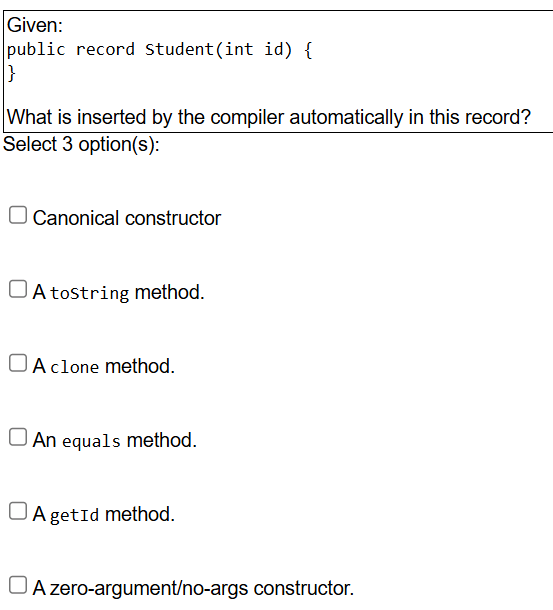 Given:
public record Student(int id) {
}
What is inserted by the compiler automatically in this record?
Select 3 option(s):
Canonical constructor
A toString method.
A clone method.
An equals method.
A getId method.
A zero-argument/no-args constructor.